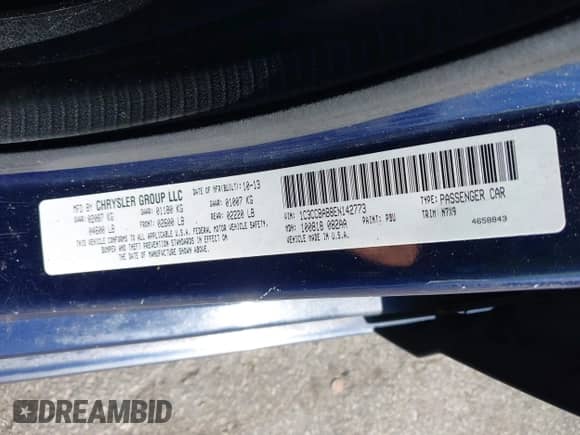 MFD BY CHRYSLER GROUP LLC
DATE OF MFR(BUILT): 10-13
GVWR: 02087 KG
04600 LB
GAWR: 01180 KG
FRONT: 02600 LB
GAWR: 01007 KG
REAR: 02220 LB
THIS VEHICLE CONFORMS TO ALL APPLICABLE U.S.A. FEDERAL MOTOR VEHICLE SAFETY,
BUMPER AND THEFT PREVENTION STANDARDS IN EFFECT ON
THE DATE OF MANUFACTURE SHOWN ABOVE.
VIN: 1C3CCBAB8EN142773
TYPE: PASSENGER CAR
MDH: 100818 082AA
PAINT: PBU
TRIM: N7X9
VEHICLE MADE IN U.S.A.
4658843
DREAMBID